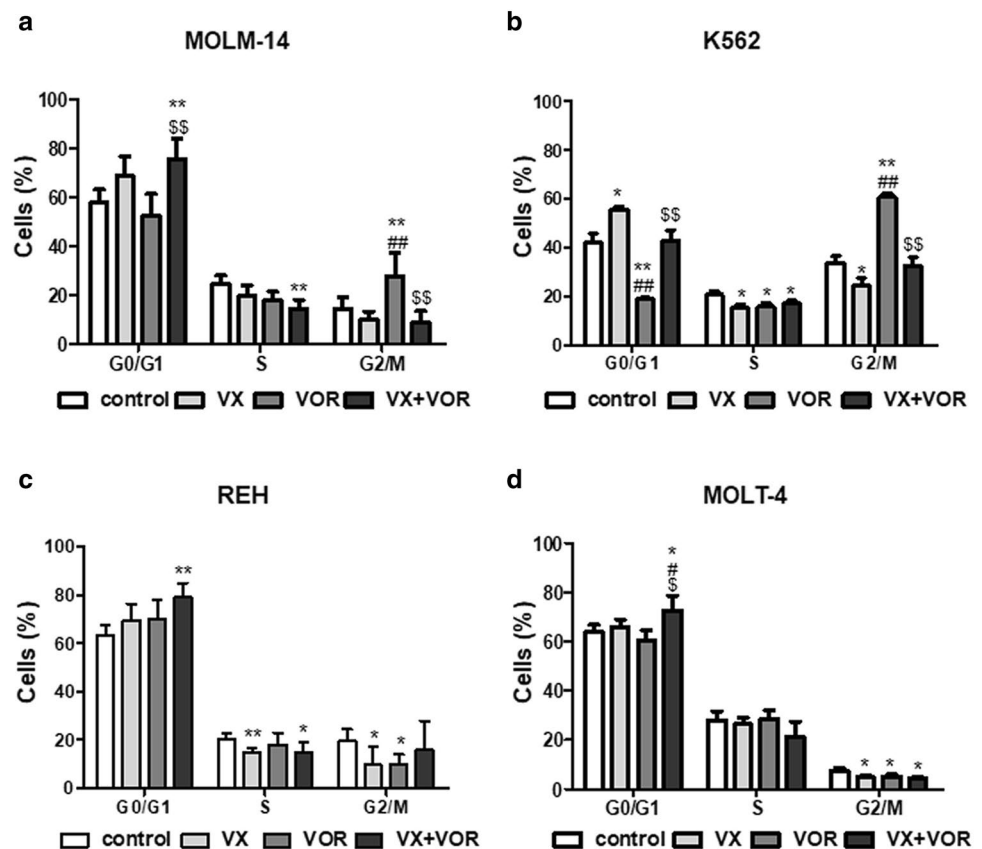 a
MOLM-14
Cells (%)
100
80
60
40
20
0
**
$$
**
**
##
$$
G0/G1 S G2/M
control VX VOR VX+VOR
b
K562
Cells (%)
100
80
60
40
20
0
*
**
##
$$
* * *
*
**
##
$$
G0/G1 S G2/M
control VX VOR VX+VOR
c
REH
Cells (%)
100
80
60
40
20
0
**
** *
* *
G0/G1 S G2/M
control VX VOR VX+VOR
d
MOLT-4
Cells (%)
100
80
60
40
20
0
*
#
$
* * *
G0/G1 S G2/M
control VX VOR VX+VOR